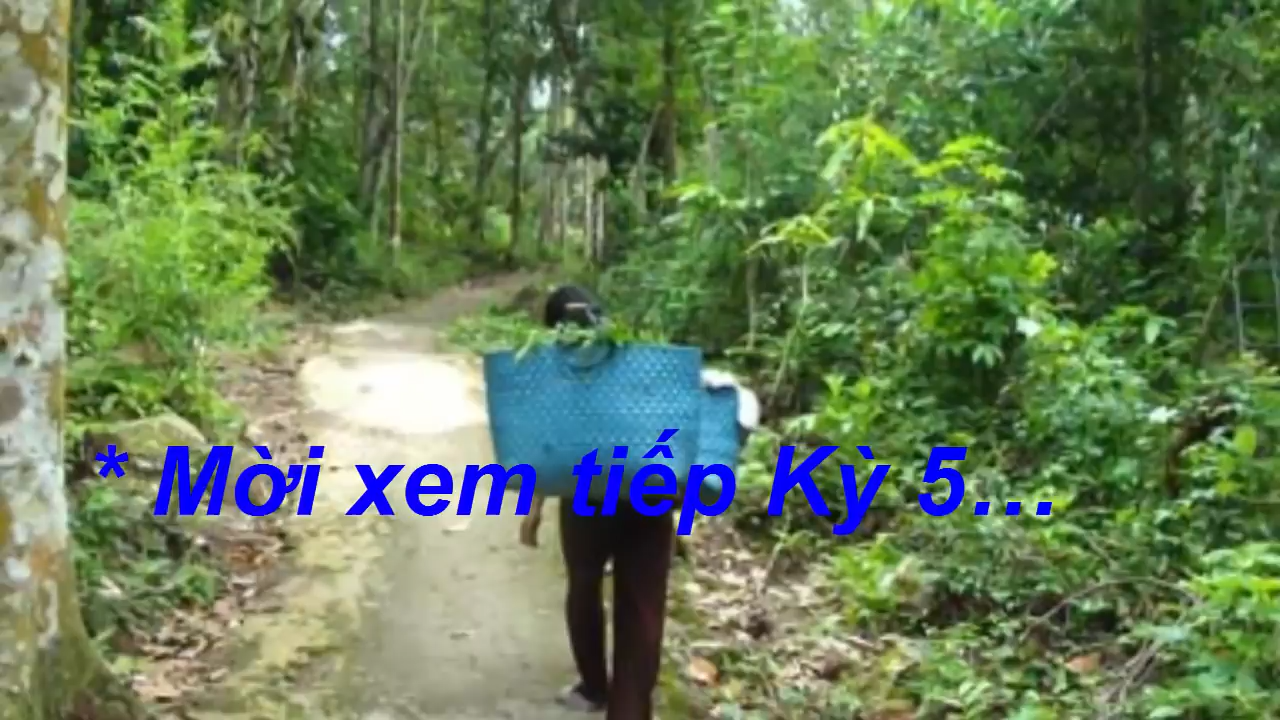 * Mời xem tiếp Kỳ 5...